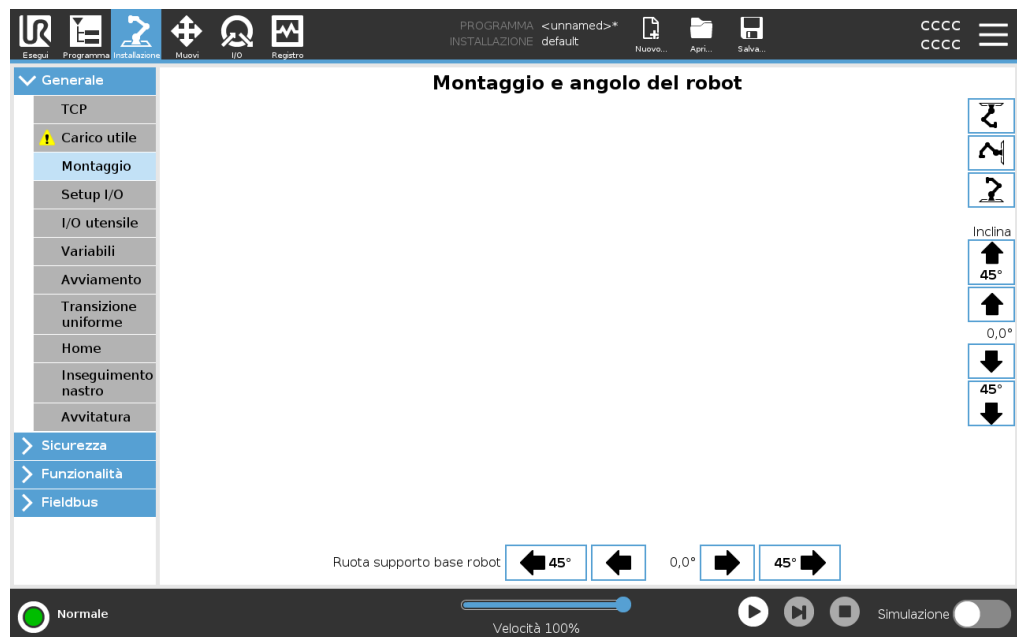 PROGRAMMA <unnamed>*
INSTALLAZIONE default
Esegui
Programma
Installazione
Muovi
I/O
Registro
Nuovo...
Apri...
Salva...
cccc
cccc
Generale
TCP
Carico utile
Montaggio
Setup I/O
I/O utensile
Variabili
Avviamento
Transizione
uniforme
Home
Inseguimento
nastro
Avvitatura
Sicurezza
Funzionalità
Fieldbus
Montaggio e angolo del robot
Inclina
45°
0,0°
45°
Ruota supporto base robot 45° 0,0° 45°
Normale
Velocità 100%
Simulazione